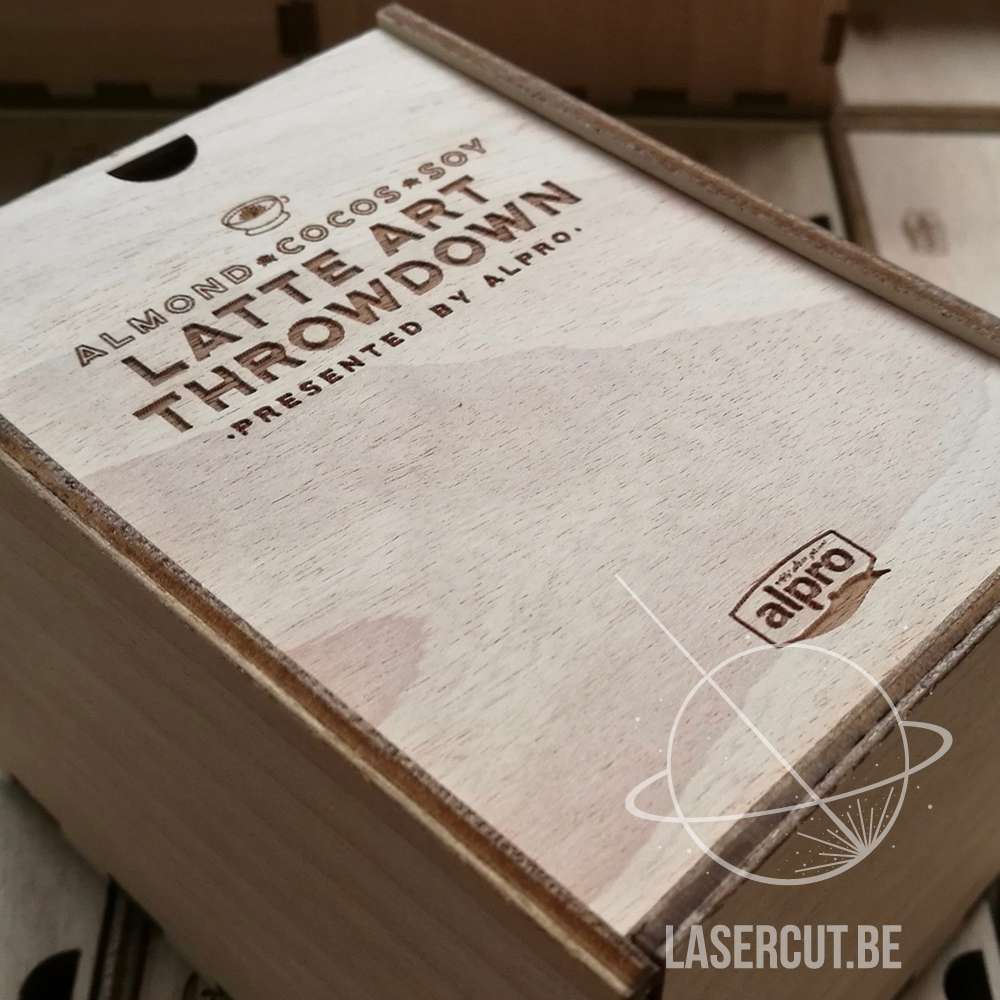 ALMOND★COCOS★SOY
LATTE ART
THROWDOWN
·PRESENTED BY ALPRO.
alpro
LASERCUT.BE